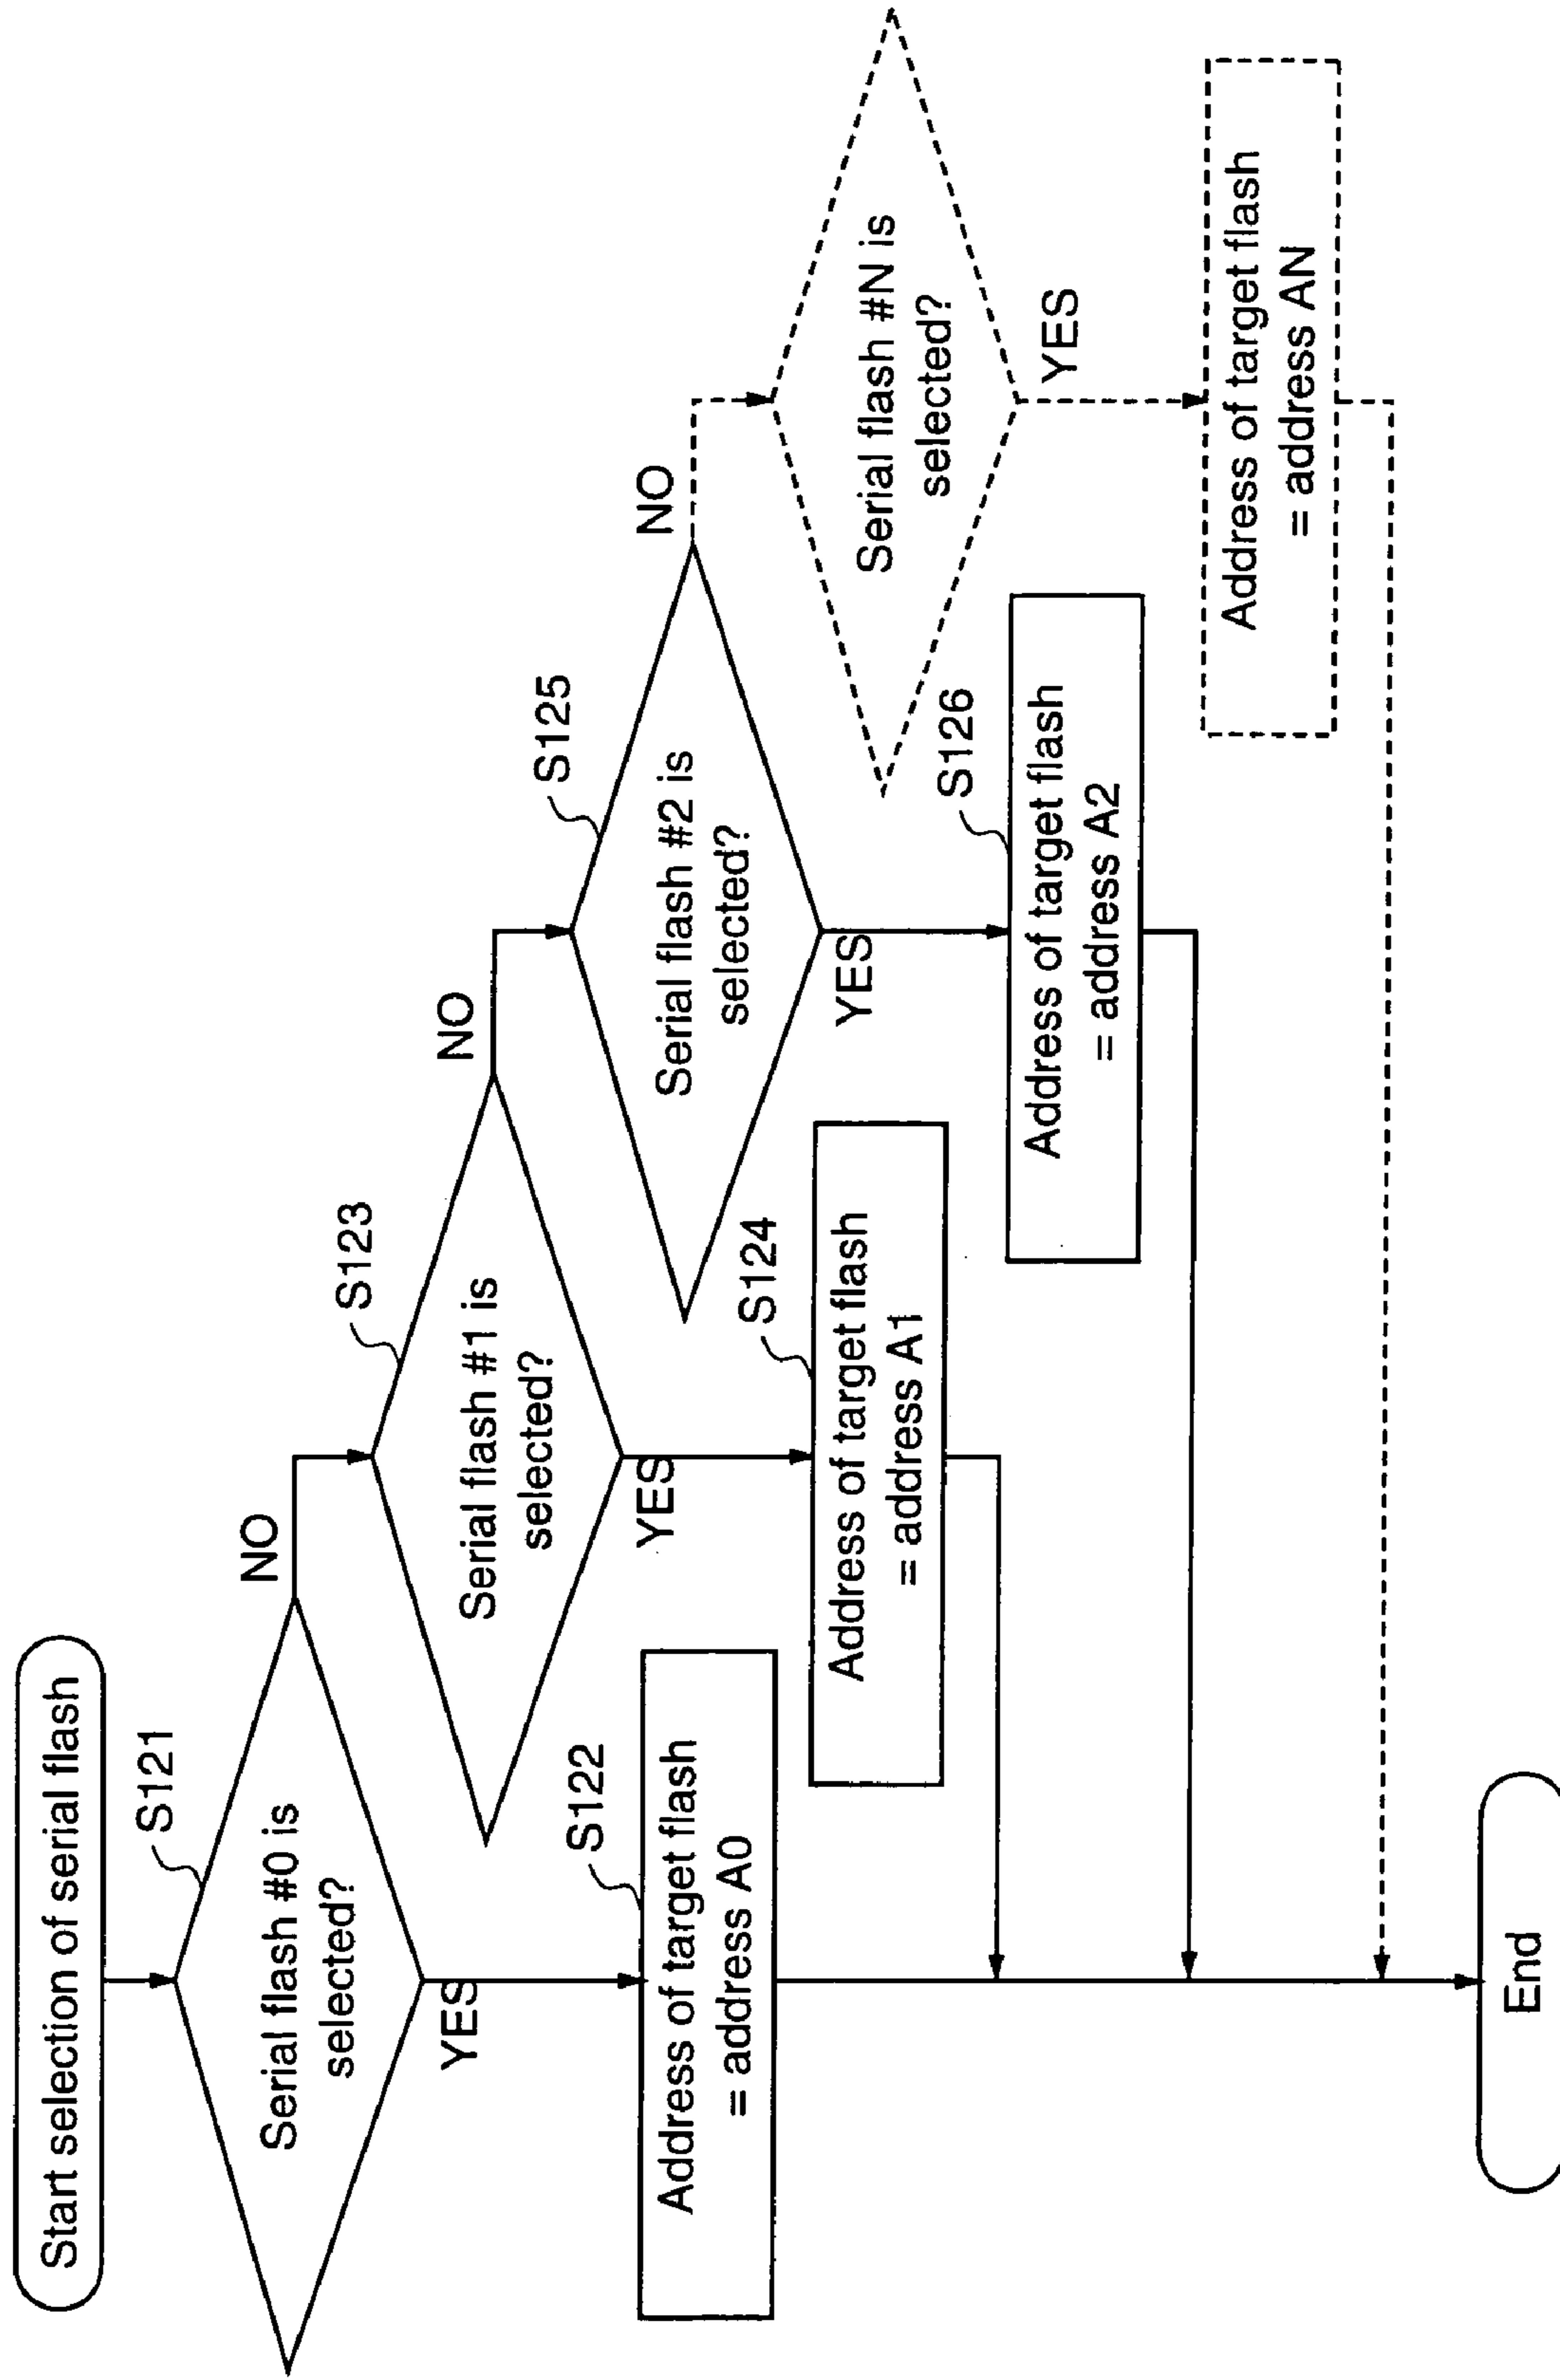 Start selection of serial flash
S121
Serial flash #0 is
selected?
NO
YES
S122
Address of target flash
= address A0
S123
Serial flash #1 is
selected?
NO
YES
S124
Address of target flash
= address A1
S125
Serial flash #2 is
selected?
NO
YES
S126
Address of target flash
= address A2
Serial flash #N is
selected?
YES
Address of target flash
= address AN
End